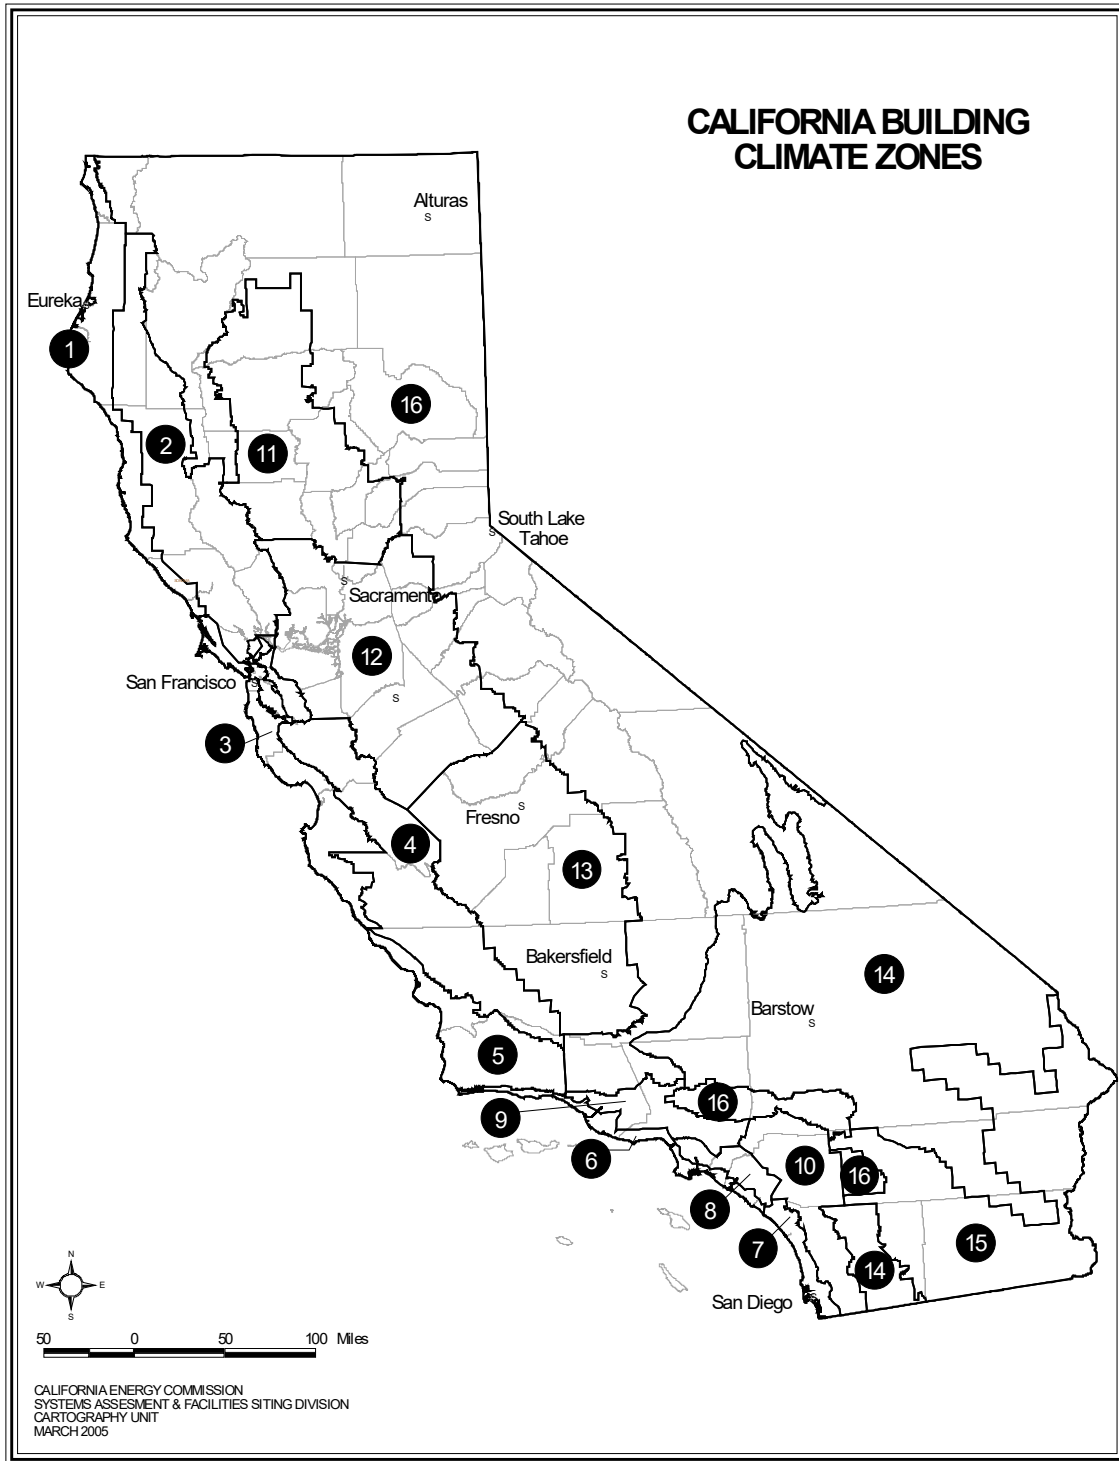 CALIFORNIA BUILDING
CLIMATE ZONES
Alturas
S
Eureka
S
1
16
2
11
South Lake
Tahoe
S
S
Sacramento
12
San Francisco
S
S
3
Fresno
S
4
13
Bakersfield
S
14
Barstow
S
5
16
9
6
10
16
8
7
15
14
San Diego
S
N
W
E
S
50
0
50
100 Miles
CALIFORNIA ENERGY COMMISSION
SYSTEMS ASSESMENT & FACILITIES SITING DIVISION
CARTOGRAPHY UNIT
MARCH 2005